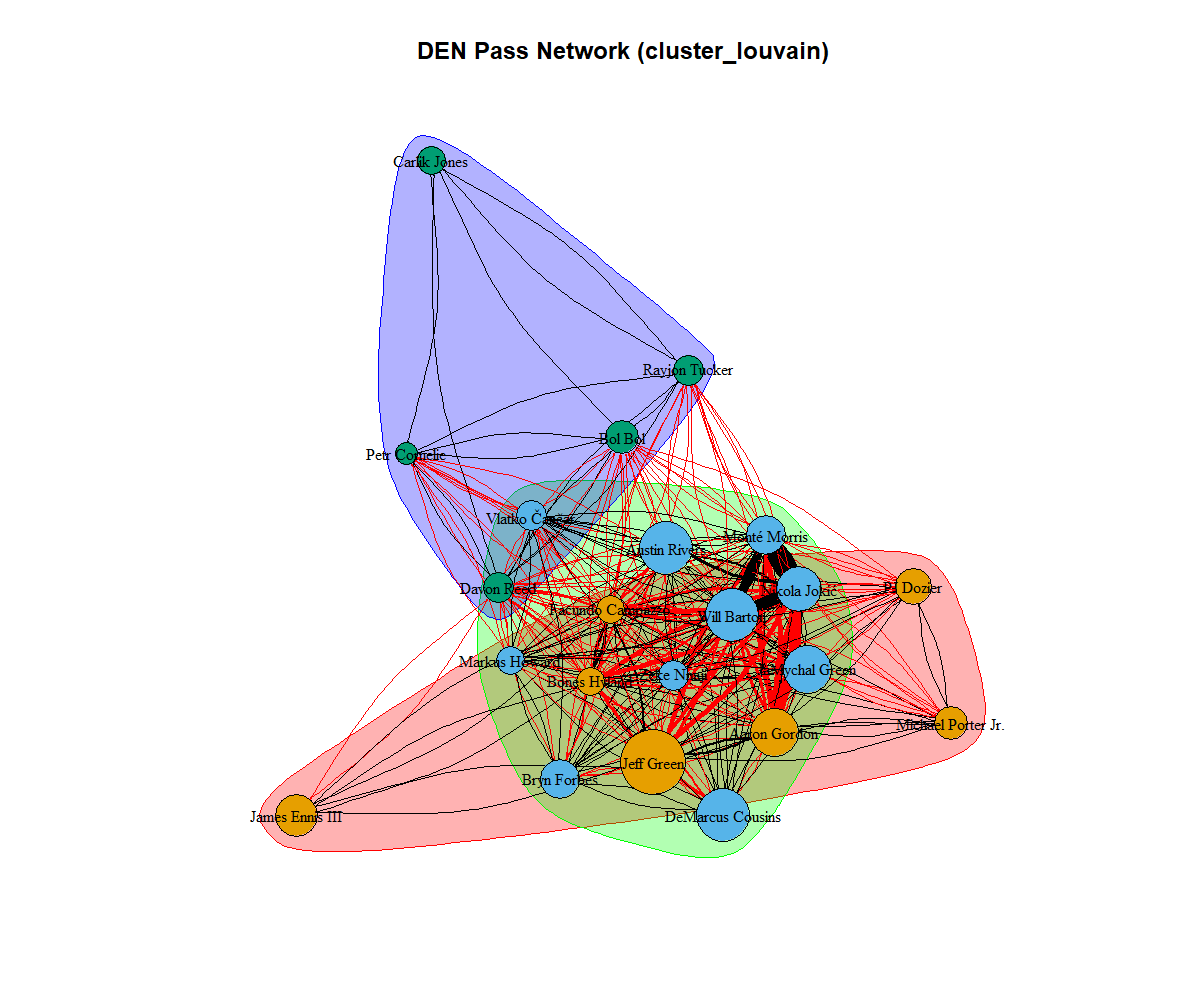 DEN Pass Network (cluster_louvain)
Carlik Jones
Rayjon Tucker
Bol Bol
Petr Cornelie
Vlatko Čančar
Monté Morris
Austin Rivers
Davon Reed
Nikola Jokic
PJ Dozier
Facundo Campazzo
Will Barton
Markus Howard
JaMychal Green
Zeke Nnaji
Bones Hyland
Michael Porter Jr.
Aaron Gordon
Jeff Green
Bryn Forbes
James Ennis III
DeMarcus Cousins